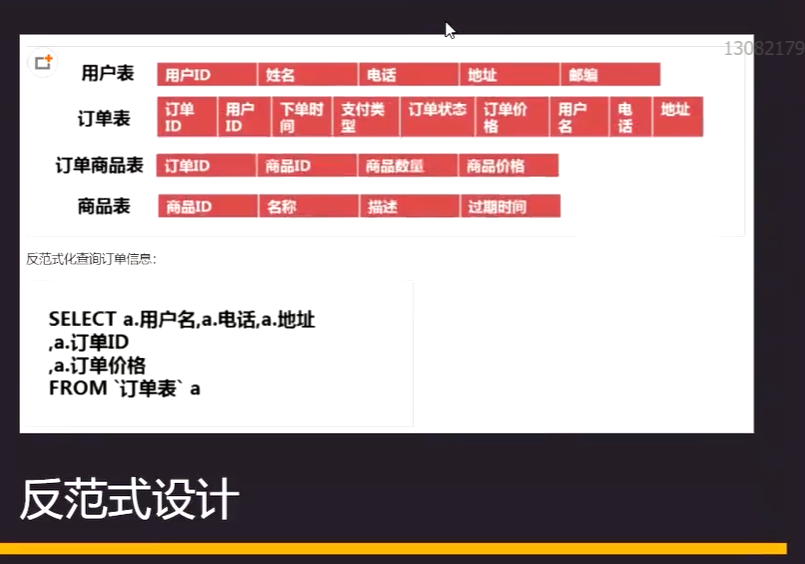 13082179
用户表 用户ID 姓名 电话 地址 邮编
订单表 订单ID 用户ID 下单时间 支付类型 订单状态 订单价格 用户名 电话 地址
订单商品表 订单ID 商品ID 商品数量 商品价格
商品表 商品ID 名称 描述 过期时间
反范式化查询订单信息:
SELECT a.用户名,a.电话,a.地址
,a.订单ID
,a.订单价格
FROM `订单表` a
反范式设计